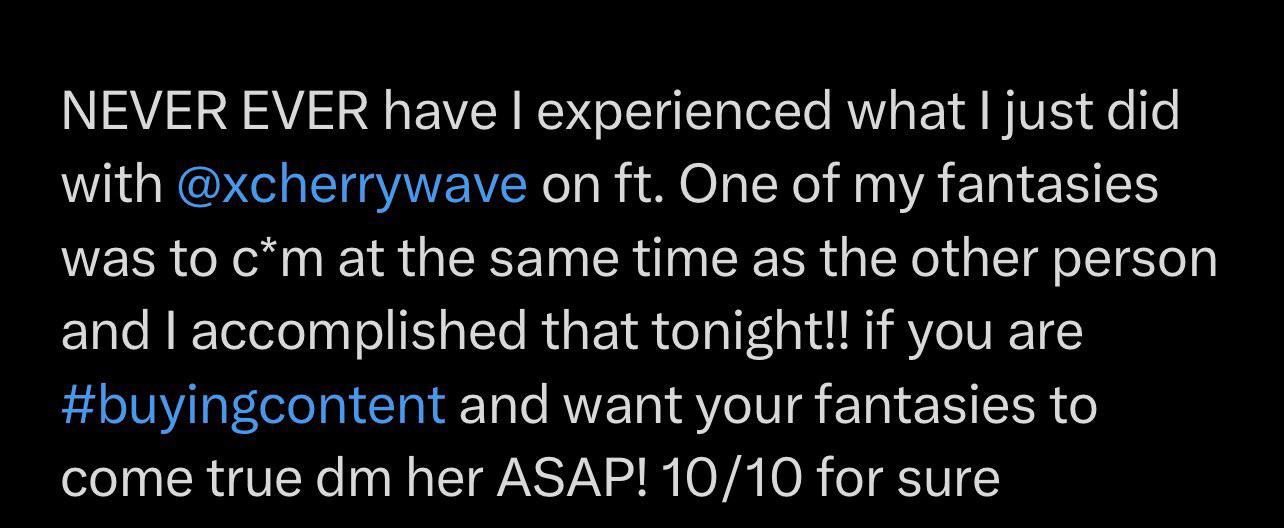 NEVER EVER have I experienced what I just did
with @xcherrywave on ft. One of my fantasies
was to c*m at the same time as the other person
and I accomplished that tonight!! if you are
#buyingcontent and want your fantasies to
come true dm her ASAP! 10/10 for sure